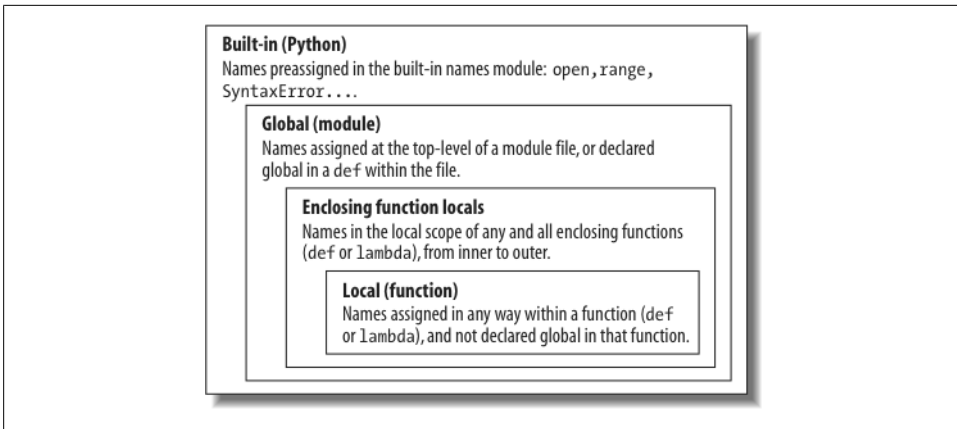 Built-in (Python)
Names preassigned in the built-in names module: open,range,
SyntaxError....
Global (module)
Names assigned at the top-level of a module file, or declared
global in a def within the file.
Enclosing function locals
Names in the local scope of any and all enclosing functions
(def or lambda), from inner to outer.
Local (function)
Names assigned in any way within a function (def
or lambda), and not declared global in that function.